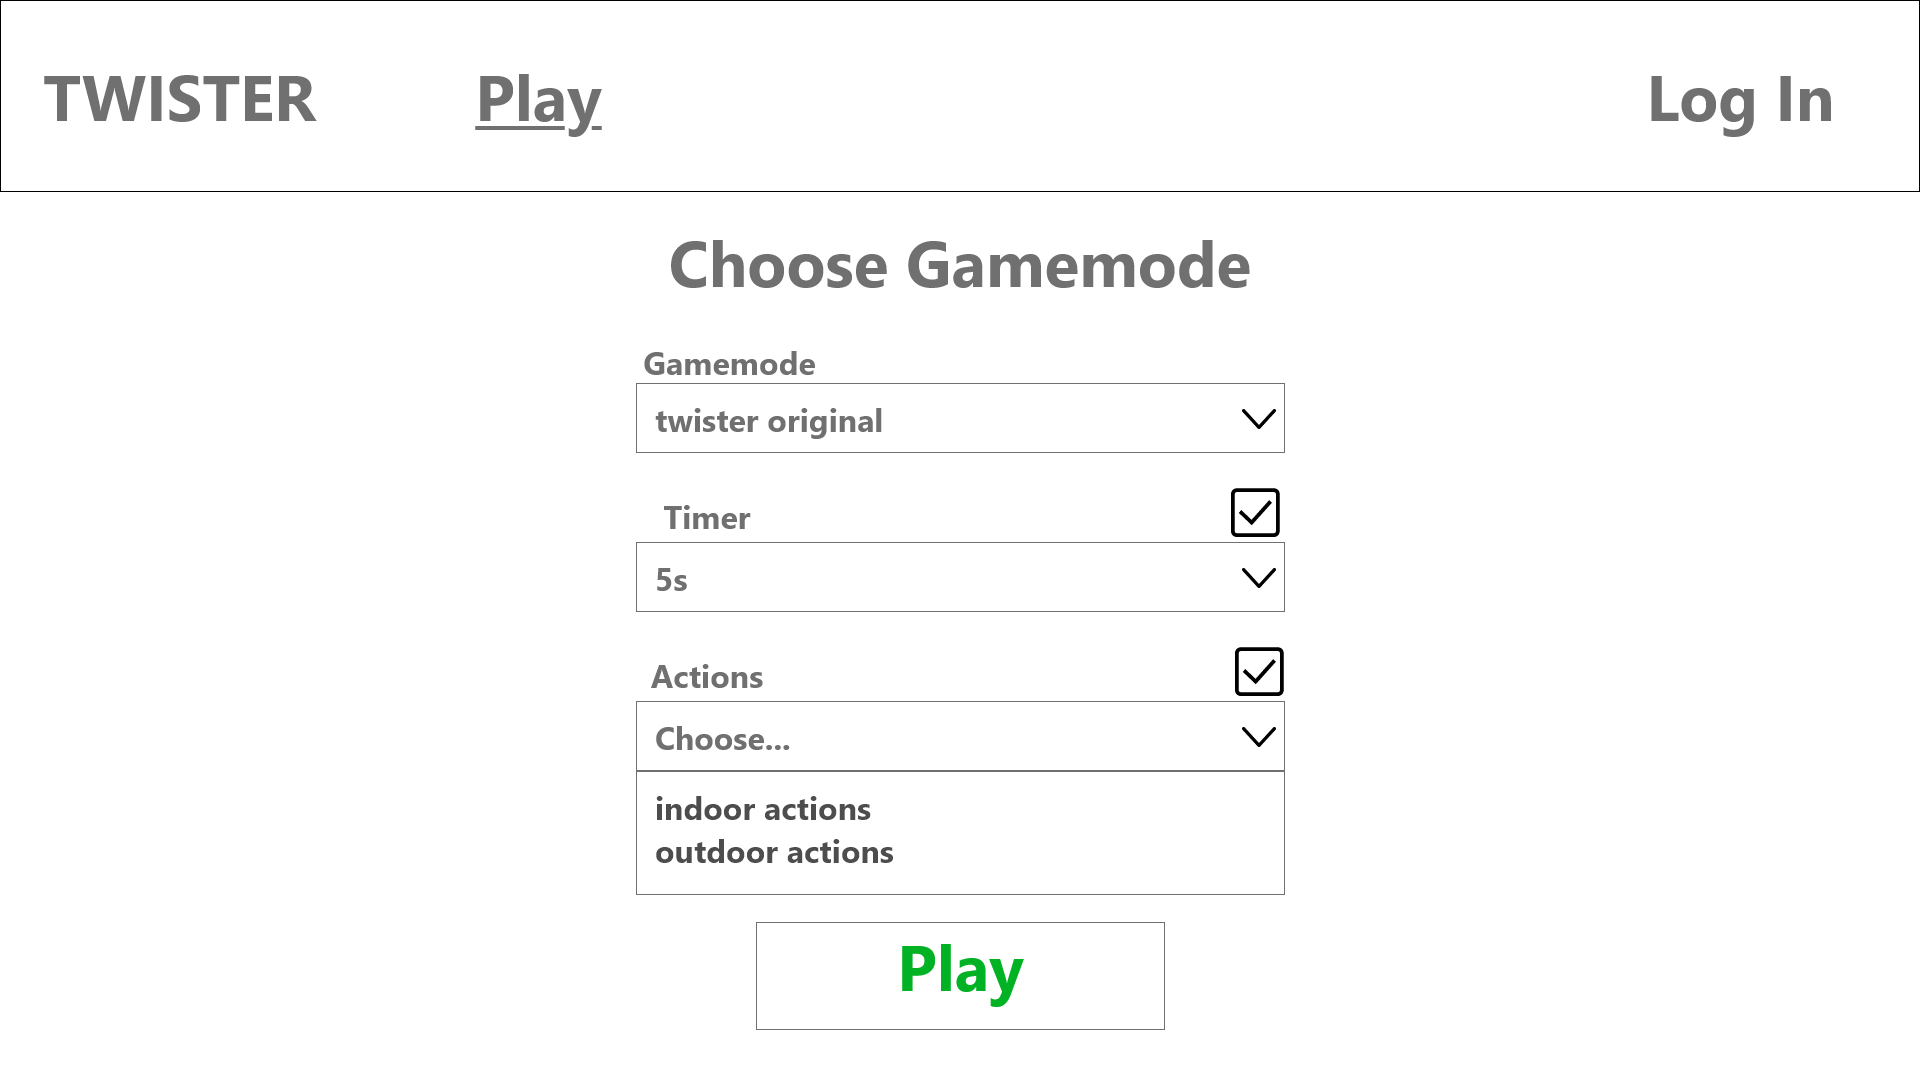 TWISTER Play Log In
Choose Gamemode
Gamemode
twister original
Timer
5s
Actions
Choose...
indoor actions
outdoor actions
Play